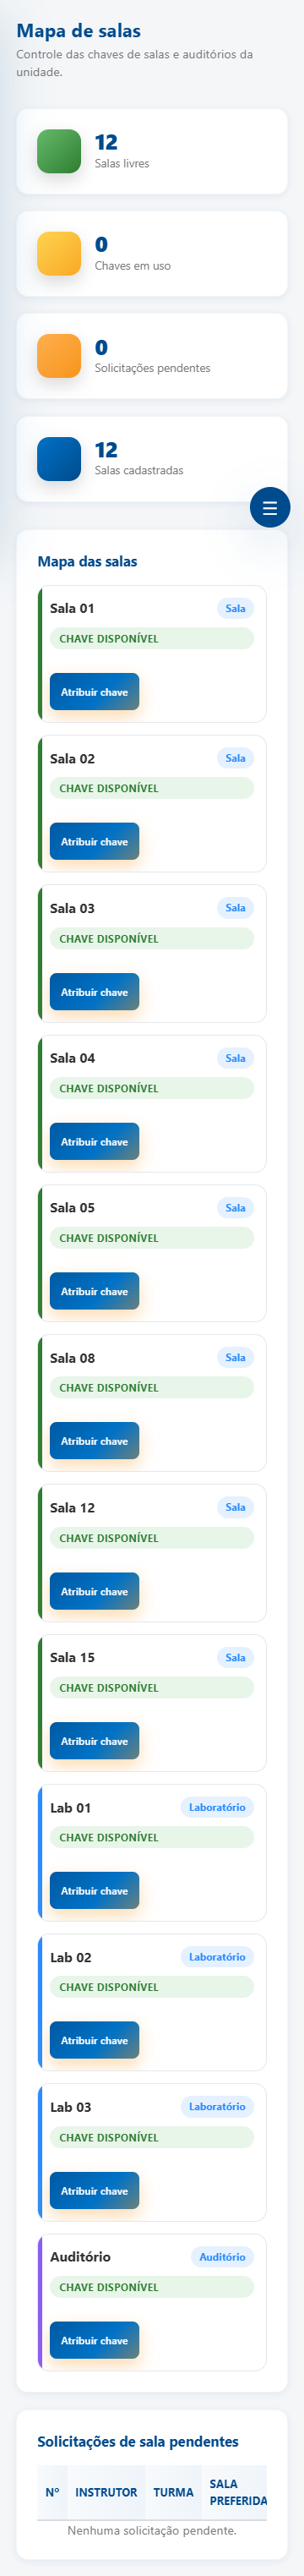 Mapa de salas
Controle das chaves de salas e auditórios da
unidade.
12
Salas livres
0
Chaves em uso
0
Solicitações pendentes
12
Salas cadastradas
Mapa das salas
Sala 01 Sala
CHAVE DISPONÍVEL
Atribuir chave
Sala 02 Sala
CHAVE DISPONÍVEL
Atribuir chave
Sala 03 Sala
CHAVE DISPONÍVEL
Atribuir chave
Sala 04 Sala
CHAVE DISPONÍVEL
Atribuir chave
Sala 05 Sala
CHAVE DISPONÍVEL
Atribuir chave
Sala 08 Sala
CHAVE DISPONÍVEL
Atribuir chave
Sala 12 Sala
CHAVE DISPONÍVEL
Atribuir chave
Sala 15 Sala
CHAVE DISPONÍVEL
Atribuir chave
Lab 01 Laboratório
CHAVE DISPONÍVEL
Atribuir chave
Lab 02 Laboratório
CHAVE DISPONÍVEL
Atribuir chave
Lab 03 Laboratório
CHAVE DISPONÍVEL
Atribuir chave
Auditório Auditório
CHAVE DISPONÍVEL
Atribuir chave
Solicitações de sala pendentes
Nº INSTRUTOR TURMA SALA
PREFERIDA
Nenhuma solicitação pendente.